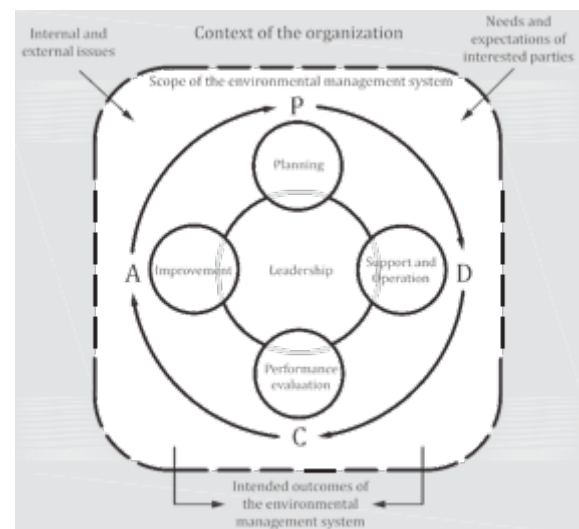 Internal and
external issues
Context of the organization
Needs and
expectations of
interested parties
Scope of the environmental management system
P
Planning
A
Improvement
Leadership
Support and
Operation
D
Performance
evaluation
C
Intended outcomes of
the environmental
management system